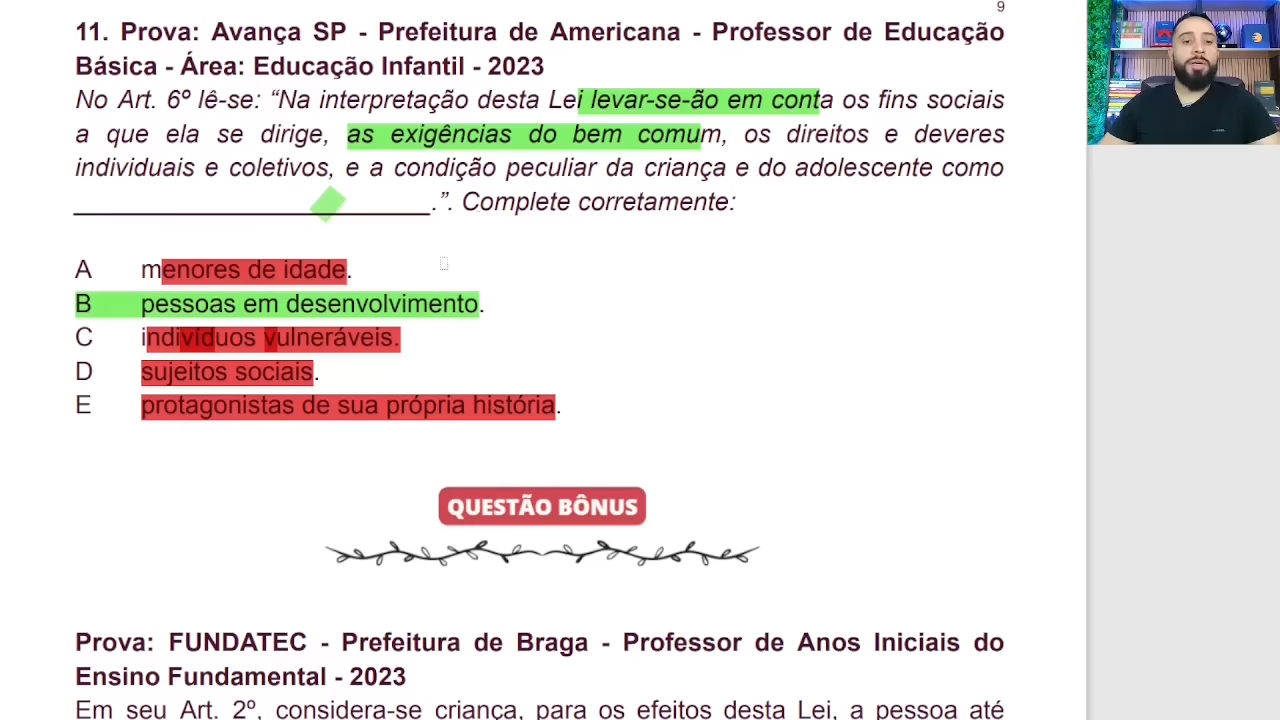 9
11. Prova: Avança SP - Prefeitura de Americana - Professor de Educação
Básica - Área: Educação Infantil - 2023
No Art. 6º lê-se: “Na interpretação desta Lei levar-se-ão em conta os fins sociais
a que ela se dirige, as exigências do bem comum, os direitos e deveres
individuais e coletivos, e a condição peculiar da criança e do adolescente como
__________________________.”. Complete corretamente:
A menores de idade.
B pessoas em desenvolvimento.
C indivíduos vulneráveis.
D sujeitos sociais.
E protagonistas de sua própria história.
QUESTÃO BÔNUS
Prova: FUNDATEC - Prefeitura de Braga - Professor de Anos Iniciais do
Ensino Fundamental - 2023
Em seu Art. 2º, considera-se criança, para os efeitos desta Lei, a pessoa até